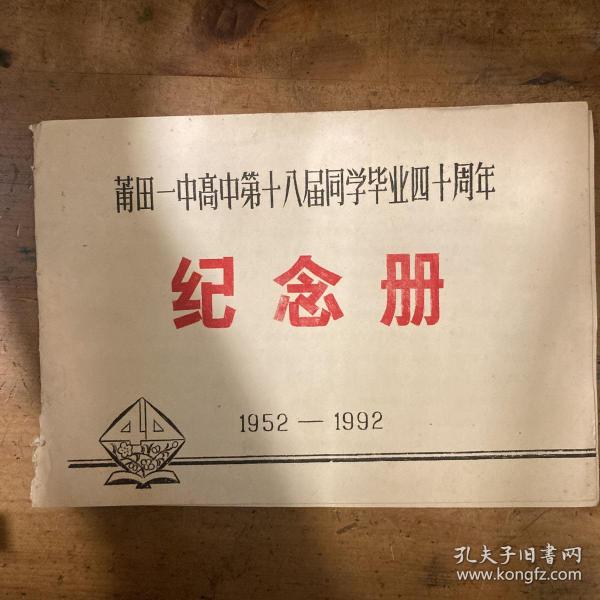 莆田一中高中第十八届同学毕业四十周年
纪念册
1952 — 1992
孔夫子旧書网
www.kongfz.com